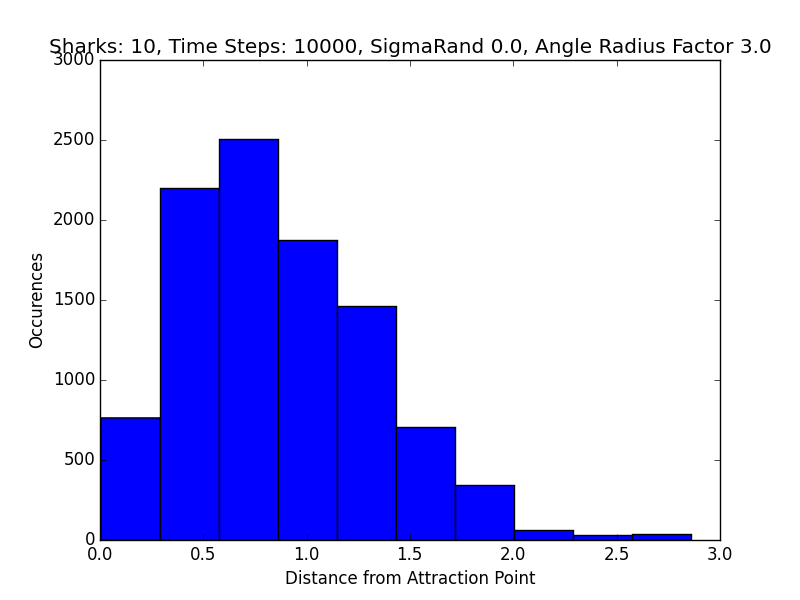 Sharks: 10, Time Steps: 10000, SigmaRand 0.0, Angle Radius Factor 3.0
3000
2500
2000
1500
1000
500
0
Occurences
0.0 0.5 1.0 1.5 2.0 2.5 3.0
Distance from Attraction Point